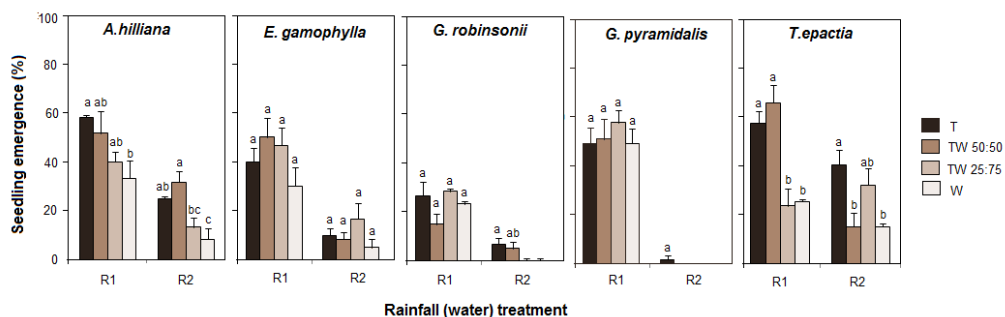 100
80
60
40
20
0
Seedling emergence (%)
A.hilliana
E. gamophylla
G. robinsonii
G. pyramidalis
T.epactia
a ab ab b a a bc c
a a a a a a a a
a a a a a ab
a a a a a
a a b b a b ab b
T
TW 50:50
TW 25:75
W
R1 R2 R1 R2 R1 R2 R1 R2 R1 R2
Rainfall (water) treatment